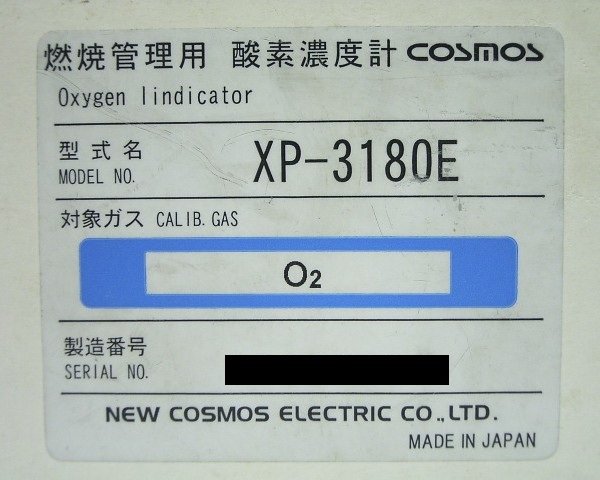 燃焼管理用 酸素濃度計 COSMOS
Oxygen Iindicator
型式名
MODEL NO. XP-3180E
対象ガス CALIB. GAS
O2
製造番号
SERIAL NO.
NEW COSMOS ELECTRIC CO., LTD.
MADE IN JAPAN